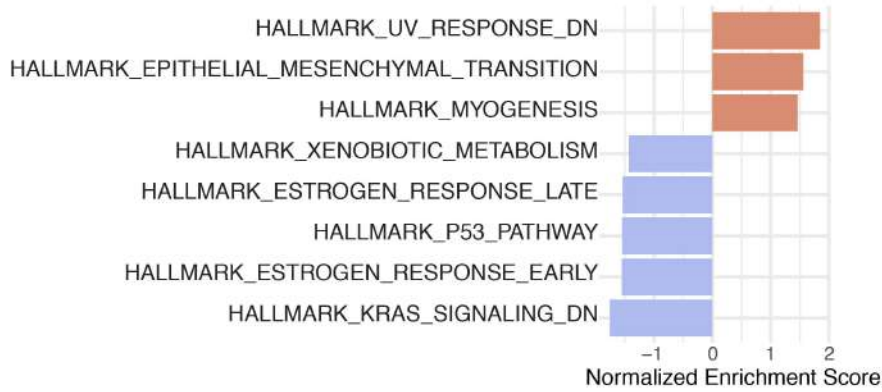 HALLMARK_UV_RESPONSE_DN
HALLMARK_EPITHELIAL_MESENCHYMAL_TRANSITION
HALLMARK_MYOGENESIS
HALLMARK_XENOBIOTIC_METABOLISM
HALLMARK_ESTROGEN_RESPONSE_LATE
HALLMARK_P53_PATHWAY
HALLMARK_ESTROGEN_RESPONSE_EARLY
HALLMARK_KRAS_SIGNALING_DN
−1 0 1 2
Normalized Enrichment Score